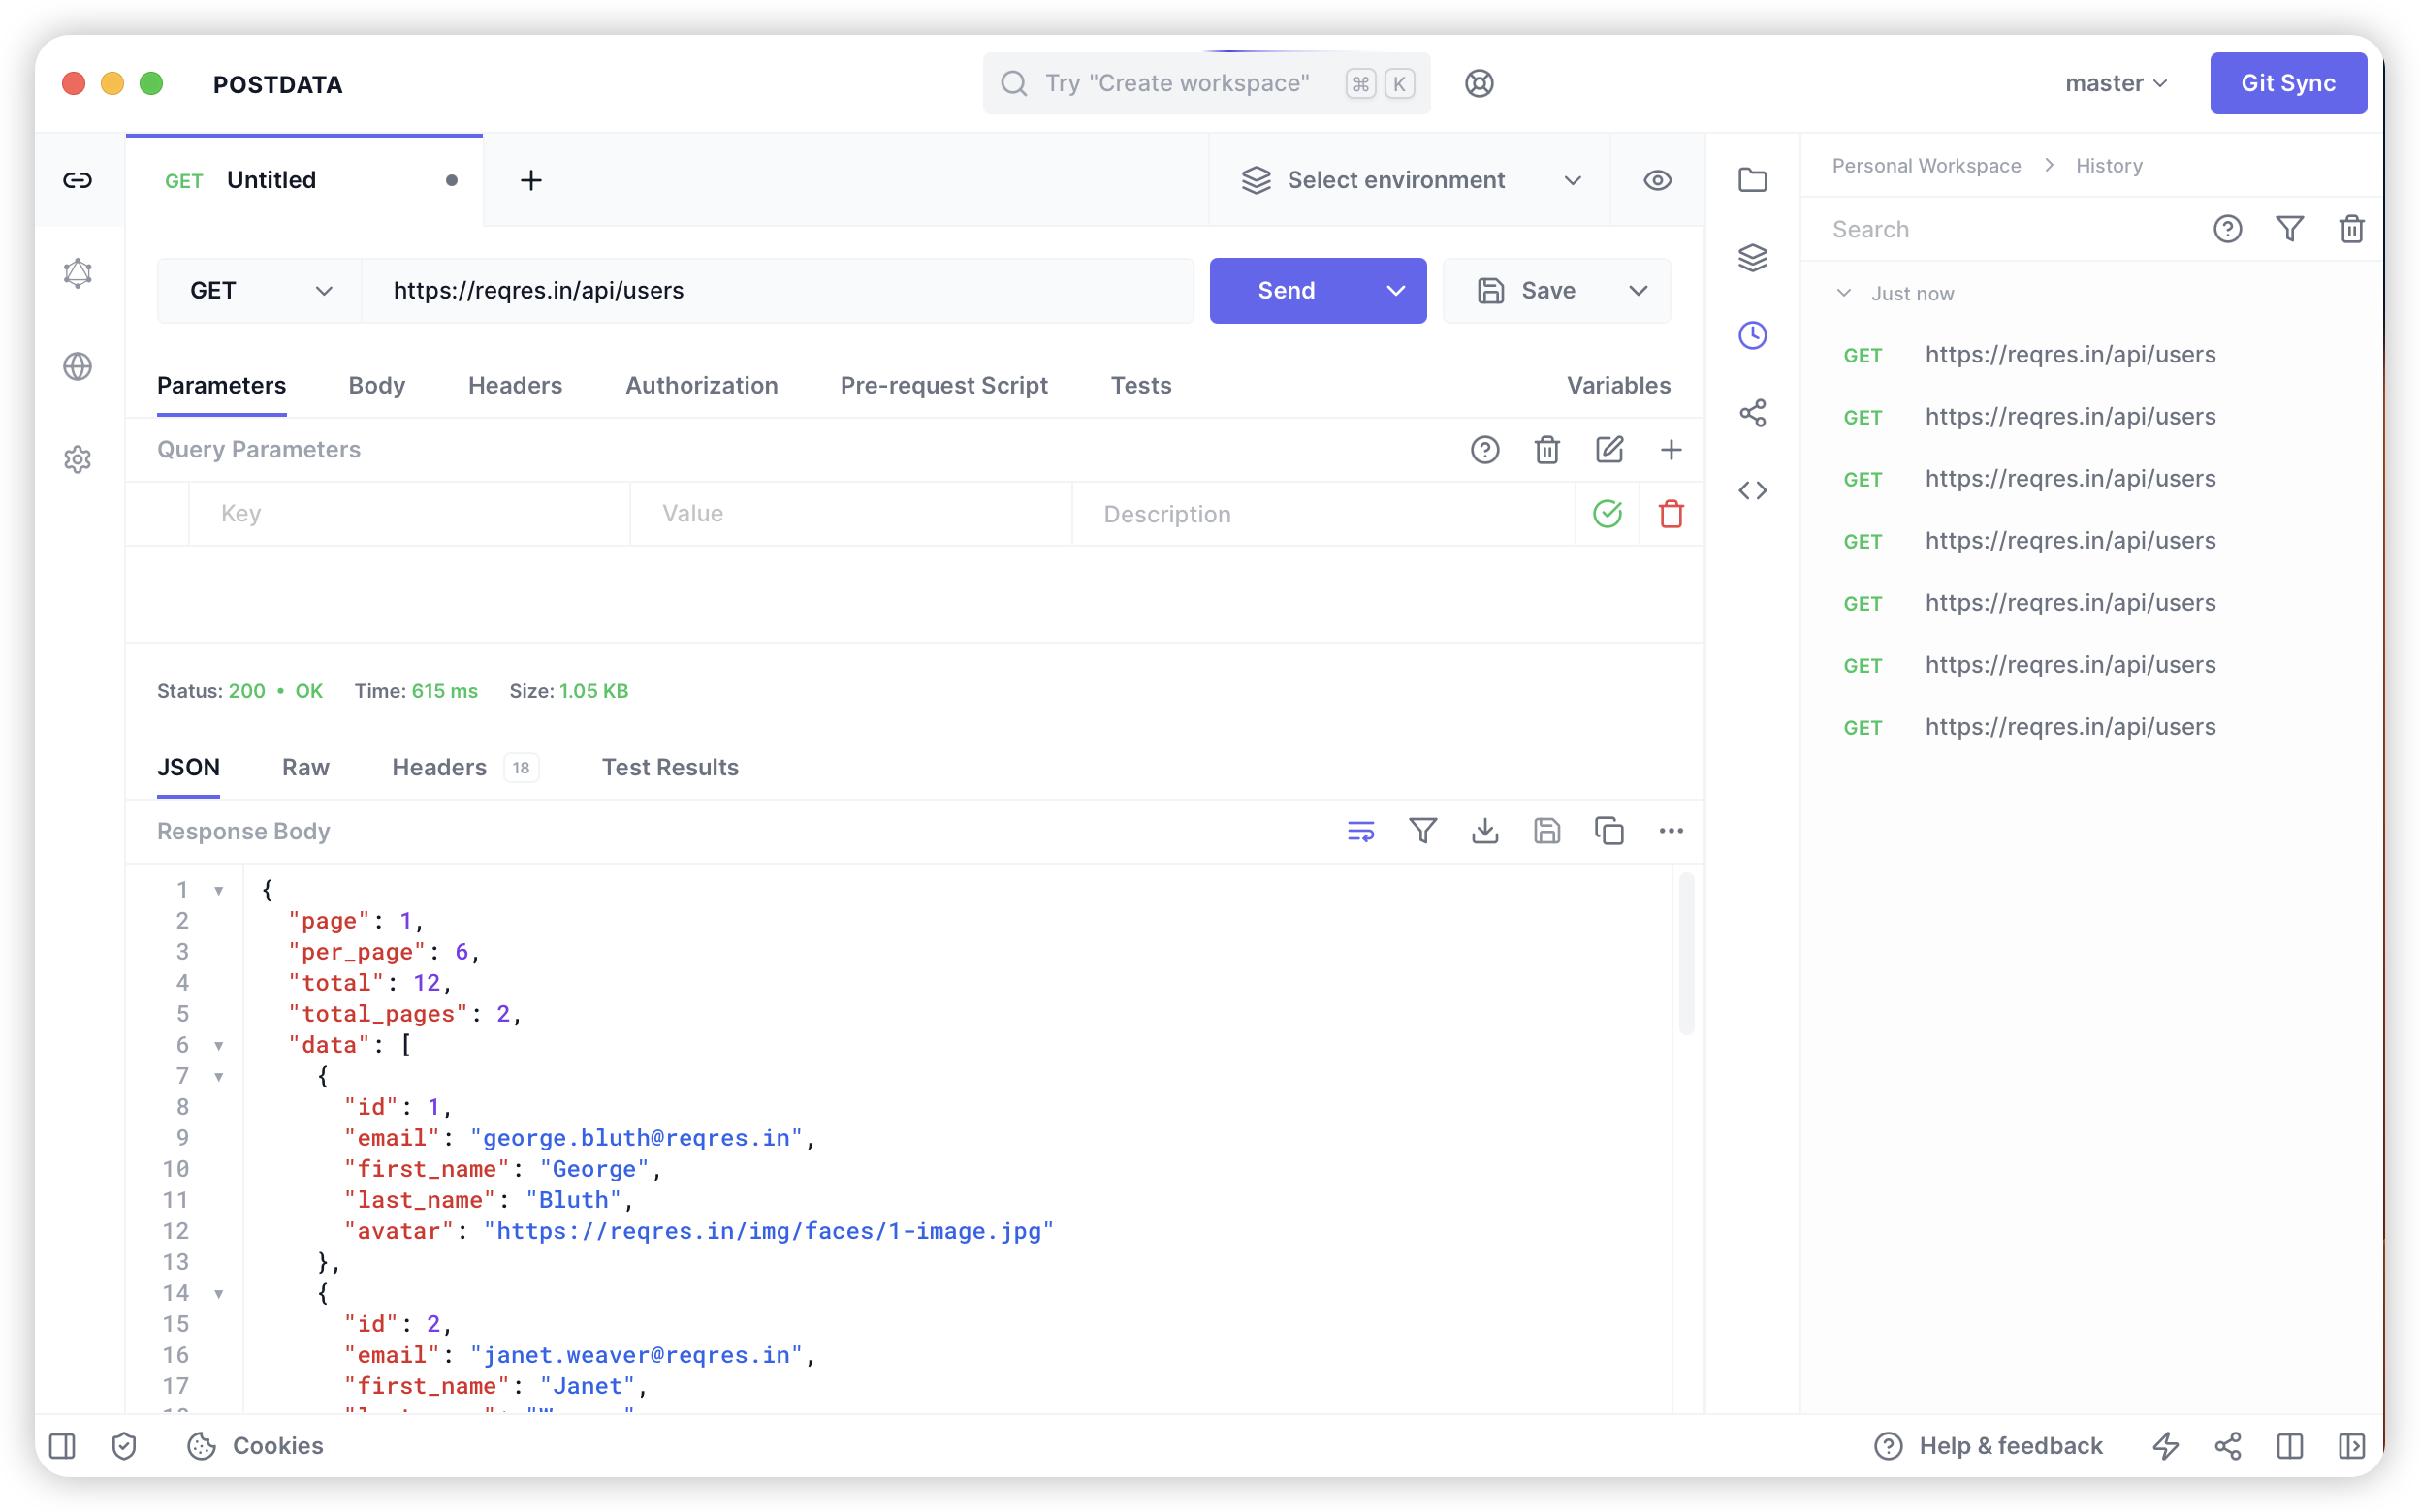 POSTDATA
Try "Create workspace" ⌘ K
master
Git Sync
GET Untitled
Select environment
GET https://reqres.in/api/users
Send
Save
Parameters Body Headers Authorization Pre-request Script Tests Variables
Query Parameters
Key Value Description
Status: 200 • OK Time: 615 ms Size: 1.05 KB
JSON Raw Headers 18 Test Results
Response Body
1 {
2 "page": 1,
3 "per_page": 6,
4 "total": 12,
5 "total_pages": 2,
6 "data": [
7 {
8 "id": 1,
9 "email": "george.bluth@reqres.in",
10 "first_name": "George",
11 "last_name": "Bluth",
12 "avatar": "https://reqres.in/img/faces/1-image.jpg"
13 },
14 {
15 "id": 2,
16 "email": "janet.weaver@reqres.in",
17 "first_name": "Janet",
Personal Workspace > History
Search
Just now
GET https://reqres.in/api/users
GET https://reqres.in/api/users
GET https://reqres.in/api/users
GET https://reqres.in/api/users
GET https://reqres.in/api/users
GET https://reqres.in/api/users
GET https://reqres.in/api/users
Cookies
Help & feedback